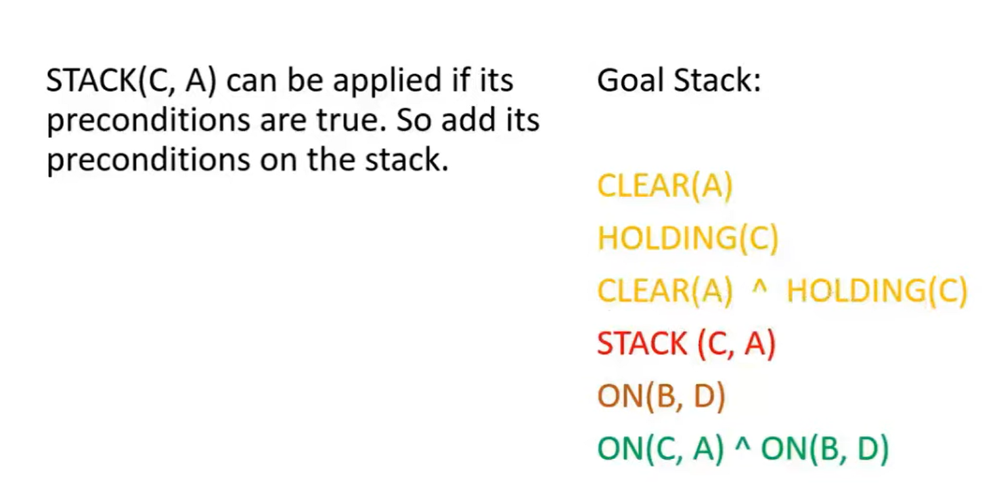 STACK(C, A) can be applied if its
preconditions are true. So add its
preconditions on the stack.
Goal Stack:
CLEAR(A)
HOLDING(C)
CLEAR(A) ^ HOLDING(C)
STACK (C, A)
ON(B, D)
ON(C, A) ^ ON(B, D)